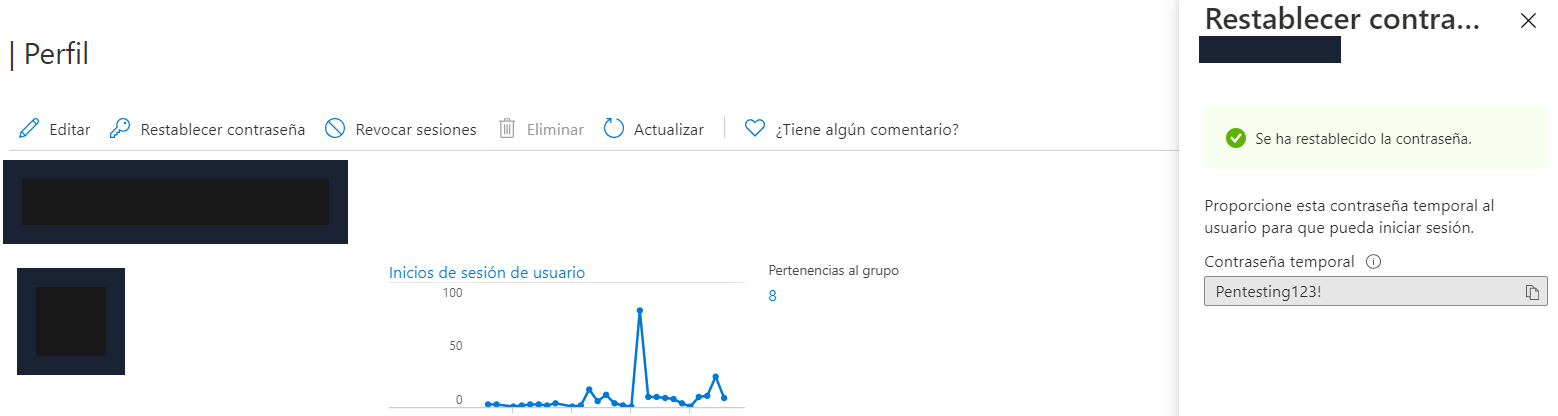 | Perfil
Editar
Restablecer contraseña
Revocar sesiones
Eliminar
Actualizar
¿Tiene algún comentario?
Inicios de sesión de usuario
100
50
0
Pertenencias al grupo
8
Restablecer contra...
Se ha restablecido la contraseña.
Proporcione esta contraseña temporal al
usuario para que pueda iniciar sesión.
Contraseña temporal
Pentesting123!